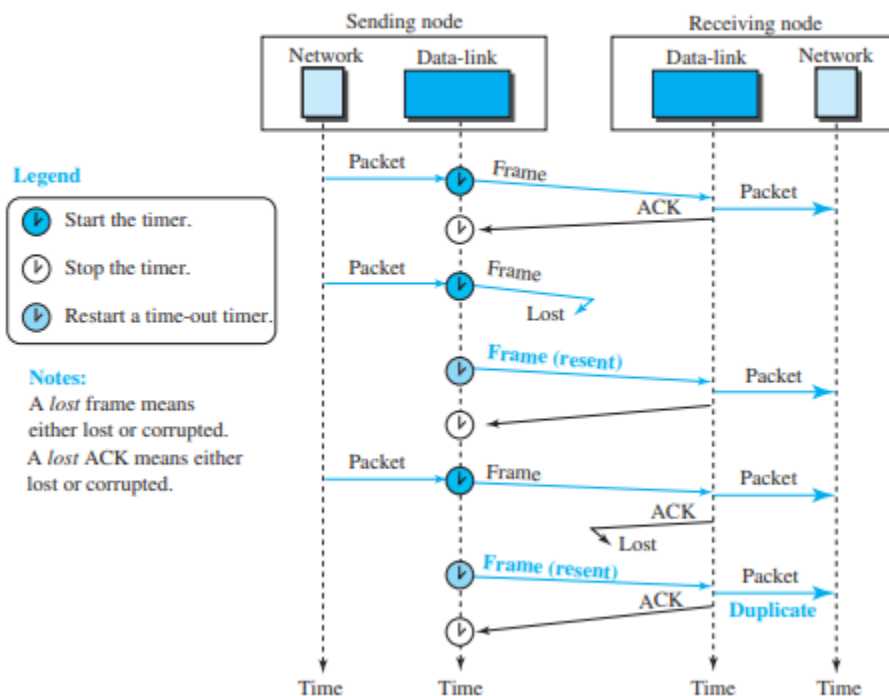 Sending node
Receiving node
Network
Data-link
Data-link
Network
Legend
Start the timer.
Stop the timer.
Restart a time-out timer.
Notes:
A lost frame means
either lost or corrupted.
A lost ACK means either
lost or corrupted.
Packet
Frame
Packet
ACK
Packet
Frame
Lost
Frame (resent)
Packet
Packet
Frame
Packet
ACK
Lost
Frame (resent)
Packet
ACK
Duplicate
Time
Time
Time
Time